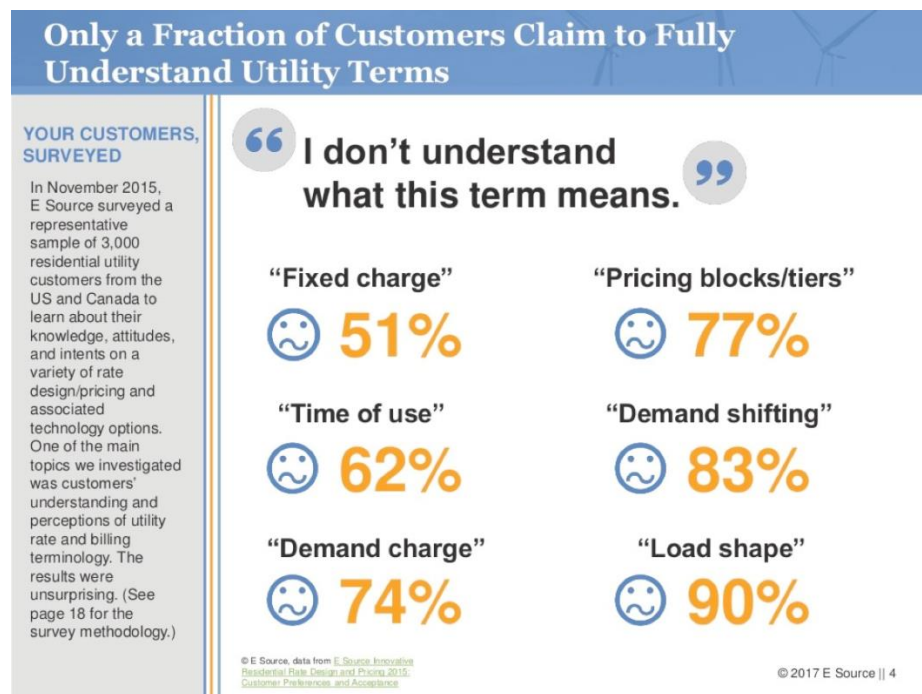 Only a Fraction of Customers Claim to Fully
Understand Utility Terms
YOUR CUSTOMERS,
SURVEYED
In November 2015,
E Source surveyed a
representative
sample of 3,000
residential utility
customers from the
US and Canada to
learn about their
knowledge, attitudes,
and intents on a
variety of rate
design/pricing and
associated
technology options.
One of the main
topics we investigated
was customers’
understanding and
perceptions of utility
rate and billing
terminology. The
results were
unsurprising. (See
page 18 for the
survey methodology.)
“ I don’t understand
what this term means. ”
“Fixed charge”
51%
“Pricing blocks/tiers”
77%
“Time of use”
62%
“Demand shifting”
83%
“Demand charge”
74%
“Load shape”
90%
© E Source, data from E Source Innovative
Residential Rate Design and Pricing 2015:
Customer Preferences and Acceptance
© 2017 E Source || 4